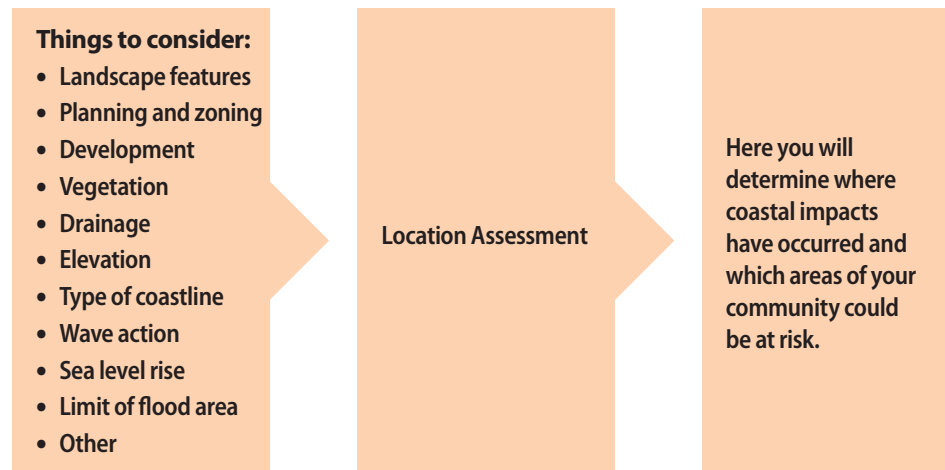 Things to consider:
• Landscape features
• Planning and zoning
• Development
• Vegetation
• Drainage
• Elevation
• Type of coastline
• Wave action
• Sea level rise
• Limit of flood area
• Other
Location Assessment
Here you will
determine where
coastal impacts
have occurred and
which areas of your
community could
be at risk.